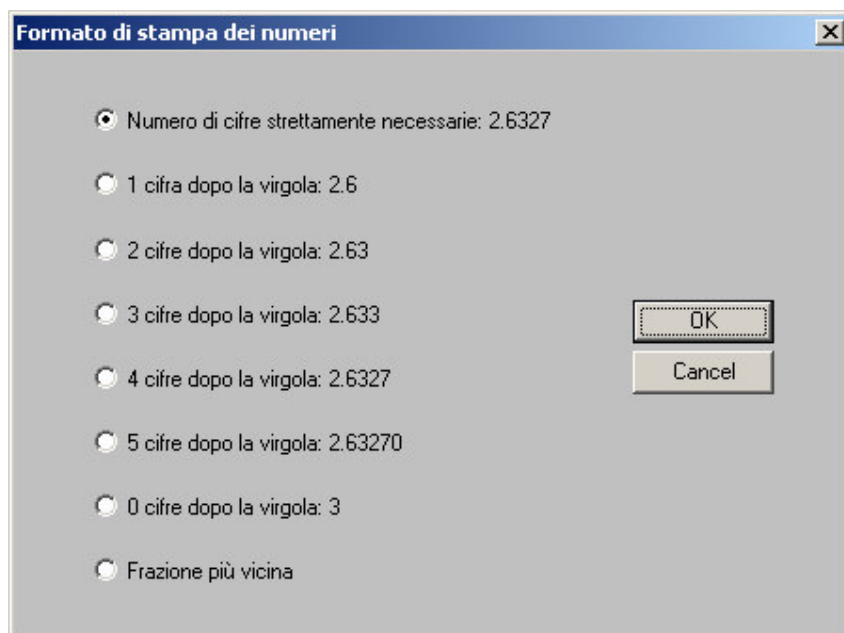 Formato di stampa dei numeri
Numero di cifre strettamente necessarie: 2.6327
1 cifra dopo la virgola: 2.6
2 cifre dopo la virgola: 2.63
3 cifre dopo la virgola: 2.633
OK
4 cifre dopo la virgola: 2.6327
Cancel
5 cifre dopo la virgola: 2.63270
0 cifre dopo la virgola: 3
Frazione più vicina